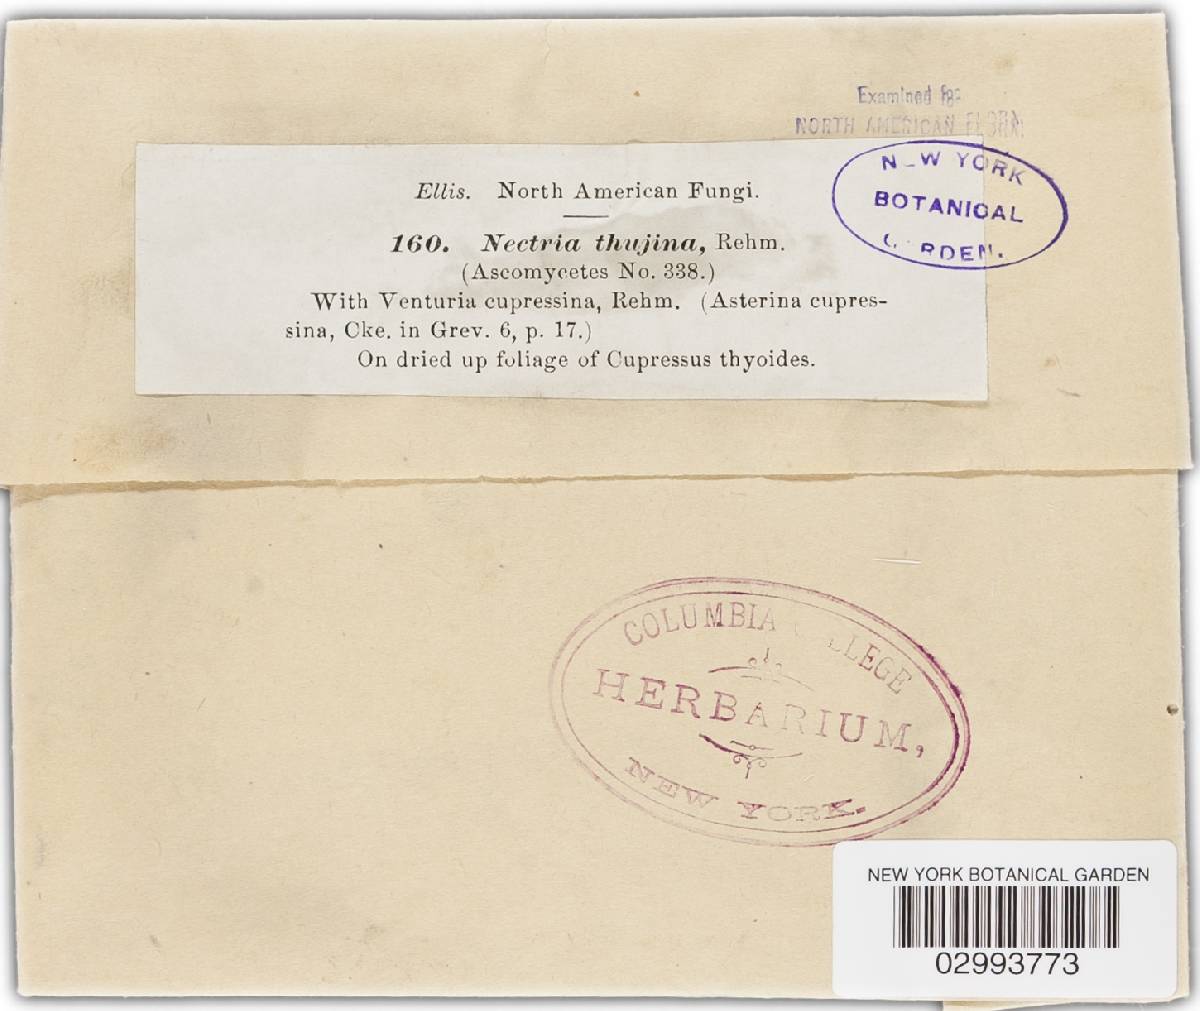 Examined for
NORTH AMERICAN FLORA
NEW YORK
BOTANICAL
GARDEN.
Ellis. North American Fungi.
160. Nectria thujina, Rehm.
(Ascomycetes No. 338.)
With Venturia cupressina, Rehm. (Asterina cupres-
sina, Cke. in Grev. 6, p. 17.)
On dried up foliage of Cupressus thyoides.
COLUMBIA COLLEGE
HERBARIUM,
NEW YORK.
NEW YORK BOTANICAL GARDEN
02993773